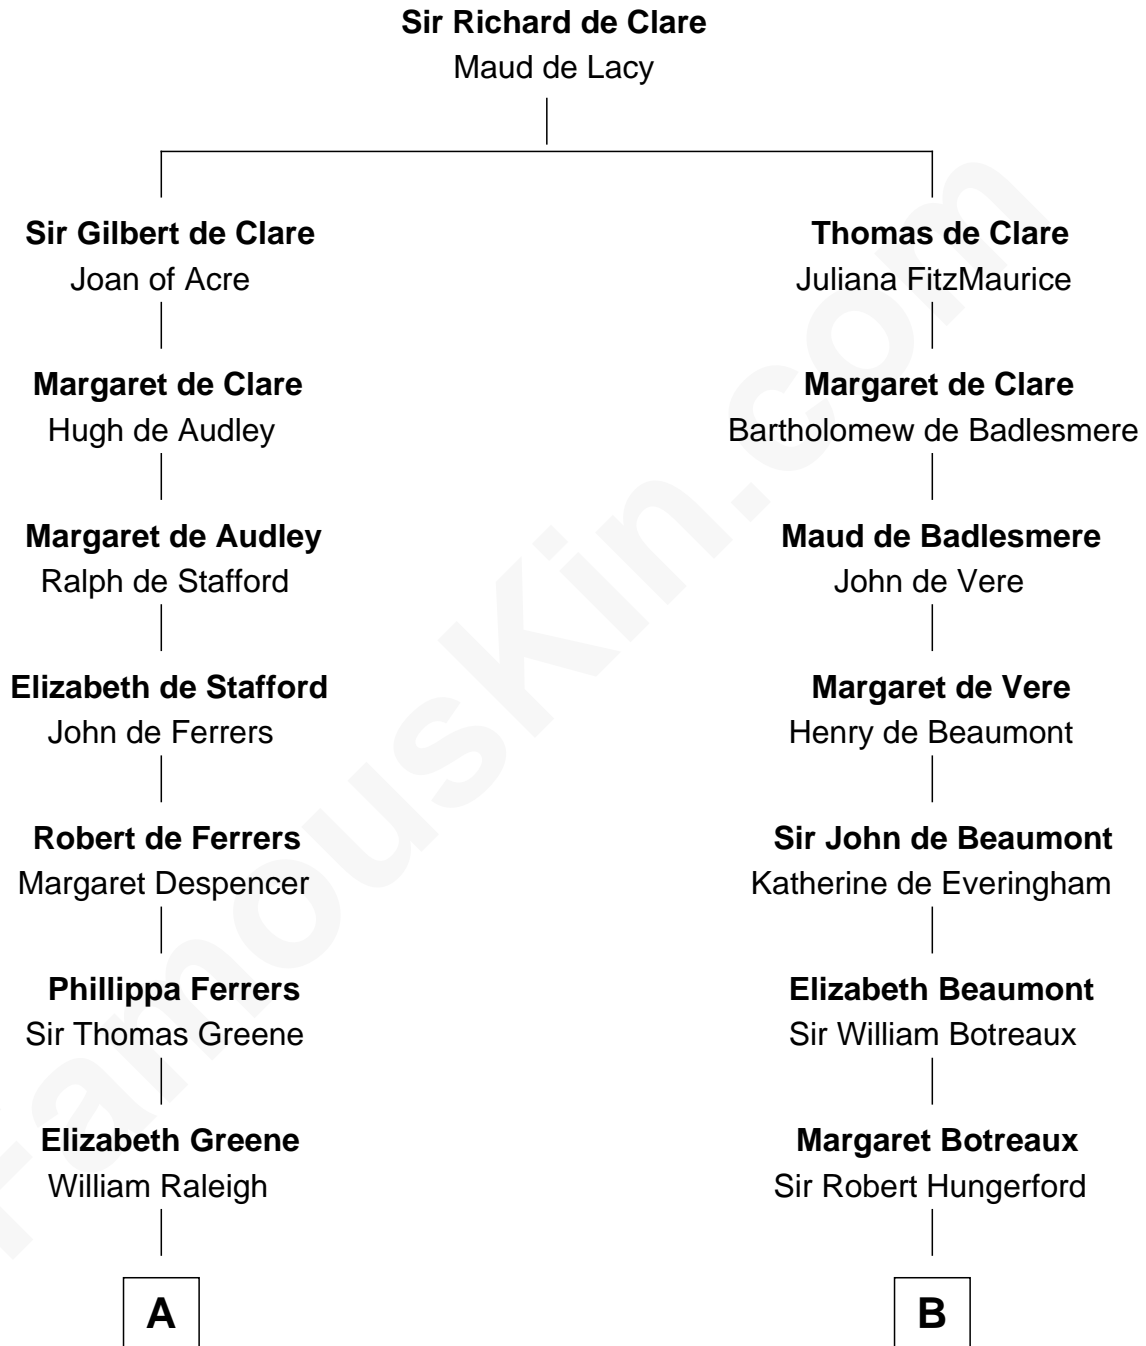 Sir Richard de Clare
Maud de Lacy
Sir Gilbert de Clare
Joan of Acre
Thomas de Clare
Juliana FitzMaurice
Margaret de Clare
Hugh de Audley
Margaret de Clare
Bartholomew de Badlesmere
Margaret de Audley
Ralph de Stafford
Maud de Badlesmere
John de Vere
Elizabeth de Stafford
John de Ferrers
Margaret de Vere
Henry de Beaumont
Robert de Ferrers
Margaret Despencer
Sir John de Beaumont
Katherine de Everingham
Phillippa Ferrers
Sir Thomas Greene
Elizabeth Beaumont
Sir William Botreaux
Elizabeth Greene
William Raleigh
Margaret Botreaux
Sir Robert Hungerford
A
B
FamousKin.com